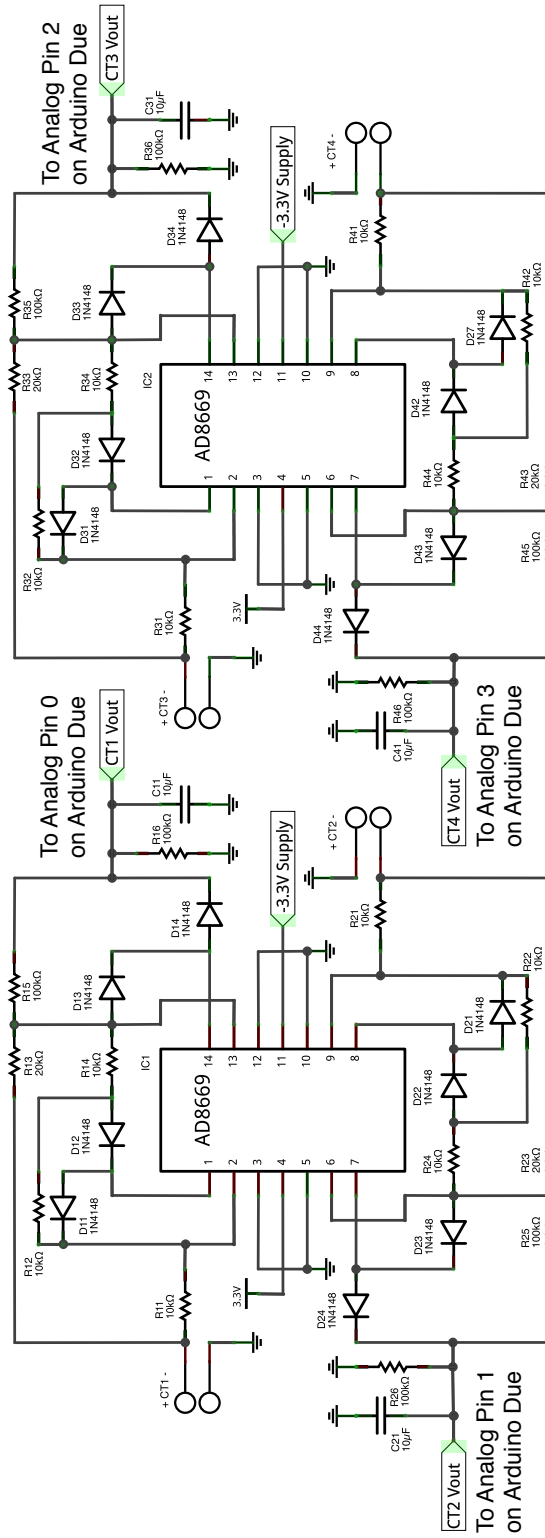 To Analog Pin 0
on Arduino Due
CT1 Vout
R13
20kΩ
R15
100kΩ
R16
100kΩ
C11
10µF
R12
10kΩ
D11
1N4148
D12
1N4148
R14
10kΩ
D13
1N4148
D14
1N4148
R11
10kΩ
+ CT1 -
IC1
AD8669
1
2
3
4
5
6
7
14
13
12
11
10
9
8
3.3V
-3.3V Supply
+ CT2 -
R21
10kΩ
D24
1N4148
D23
1N4148
R24
10kΩ
D22
1N4148
D21
1N4148
R22
10kΩ
R25
100kΩ
R23
20kΩ
C21
10µF
R26
100kΩ
CT2 Vout
To Analog Pin 1
on Arduino Due
To Analog Pin 2
on Arduino Due
CT3 Vout
R33
20kΩ
R35
100kΩ
R36
100kΩ
C31
10µF
R32
10kΩ
D31
1N4148
D32
1N4148
R34
10kΩ
D33
1N4148
D34
1N4148
R31
10kΩ
+ CT3 -
IC2
AD8669
1
2
3
4
5
6
7
14
13
12
11
10
9
8
3.3V
-3.3V Supply
+ CT4 -
R41
10kΩ
D44
1N4148
D43
1N4148
R44
10kΩ
D42
1N4148
D27
1N4148
R42
10kΩ
R45
100kΩ
R43
20kΩ
C41
10µF
R46
100kΩ
CT4 Vout
To Analog Pin 3
on Arduino Due